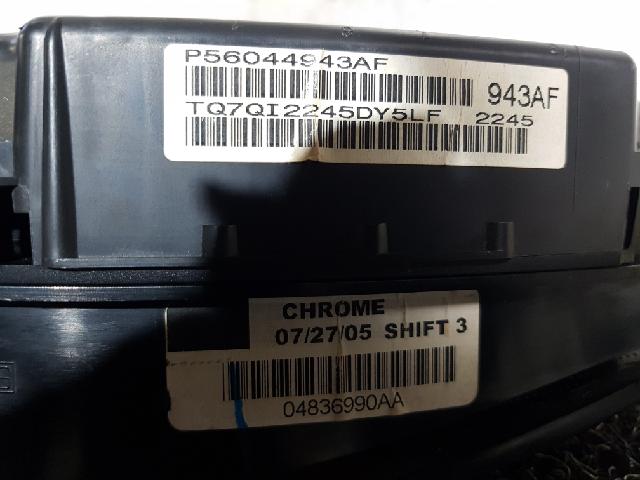 P56044943AF
943AF
TQ7QI2245DY5LF 2245
CHROME
07/27/05 SHIFT 3
04836990AA